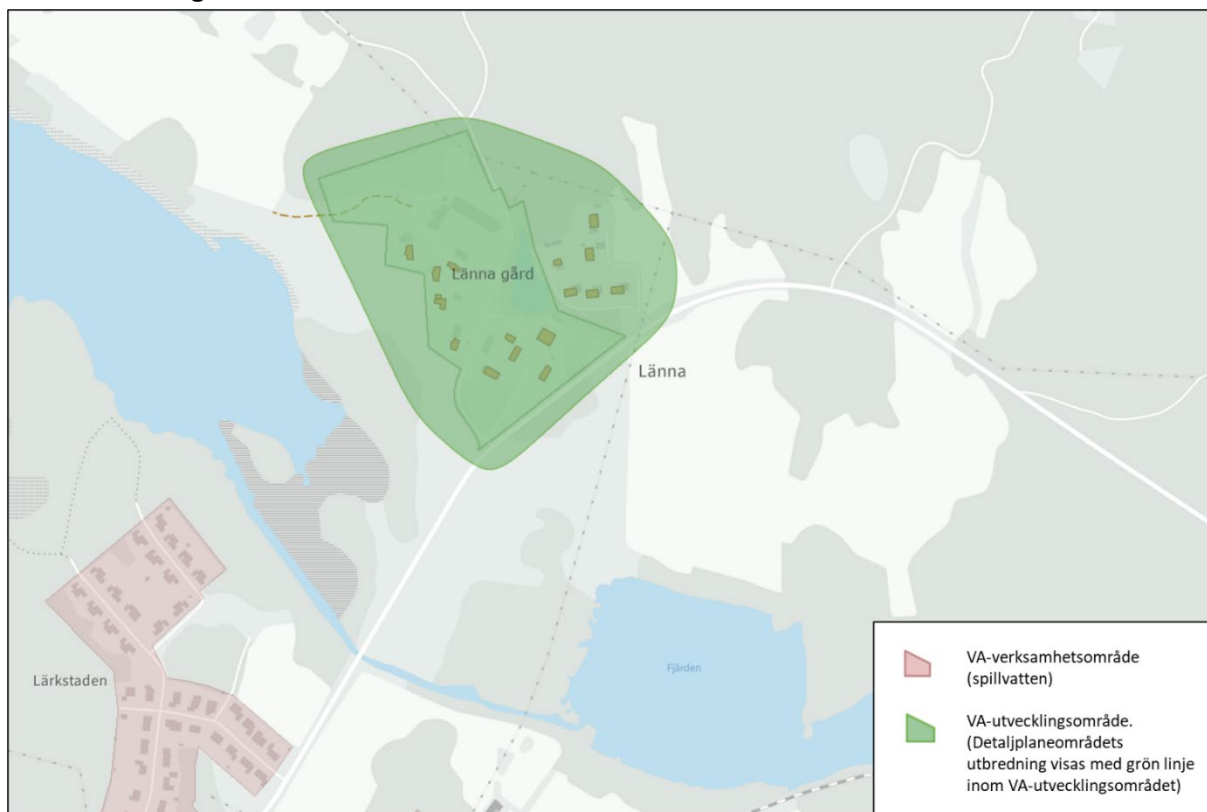 Länna gård
Länna
Lärkstaden
Fjärden
VA-verksamhetsområde
(spillvatten)
VA-utvecklingsområde.
(Detaljplaneområdets
utbredning visas med grön linje
inom VA-utvecklingsområdet)